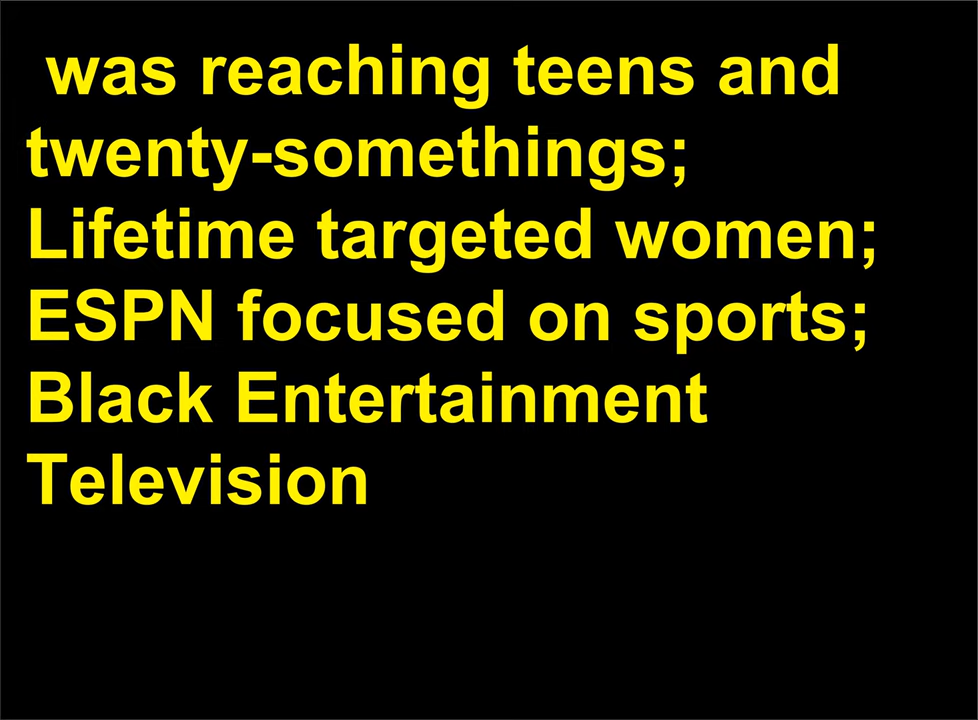 was reaching teens and
twenty-somethings;
Lifetime targeted women;
ESPN focused on sports;
Black Entertainment
Television